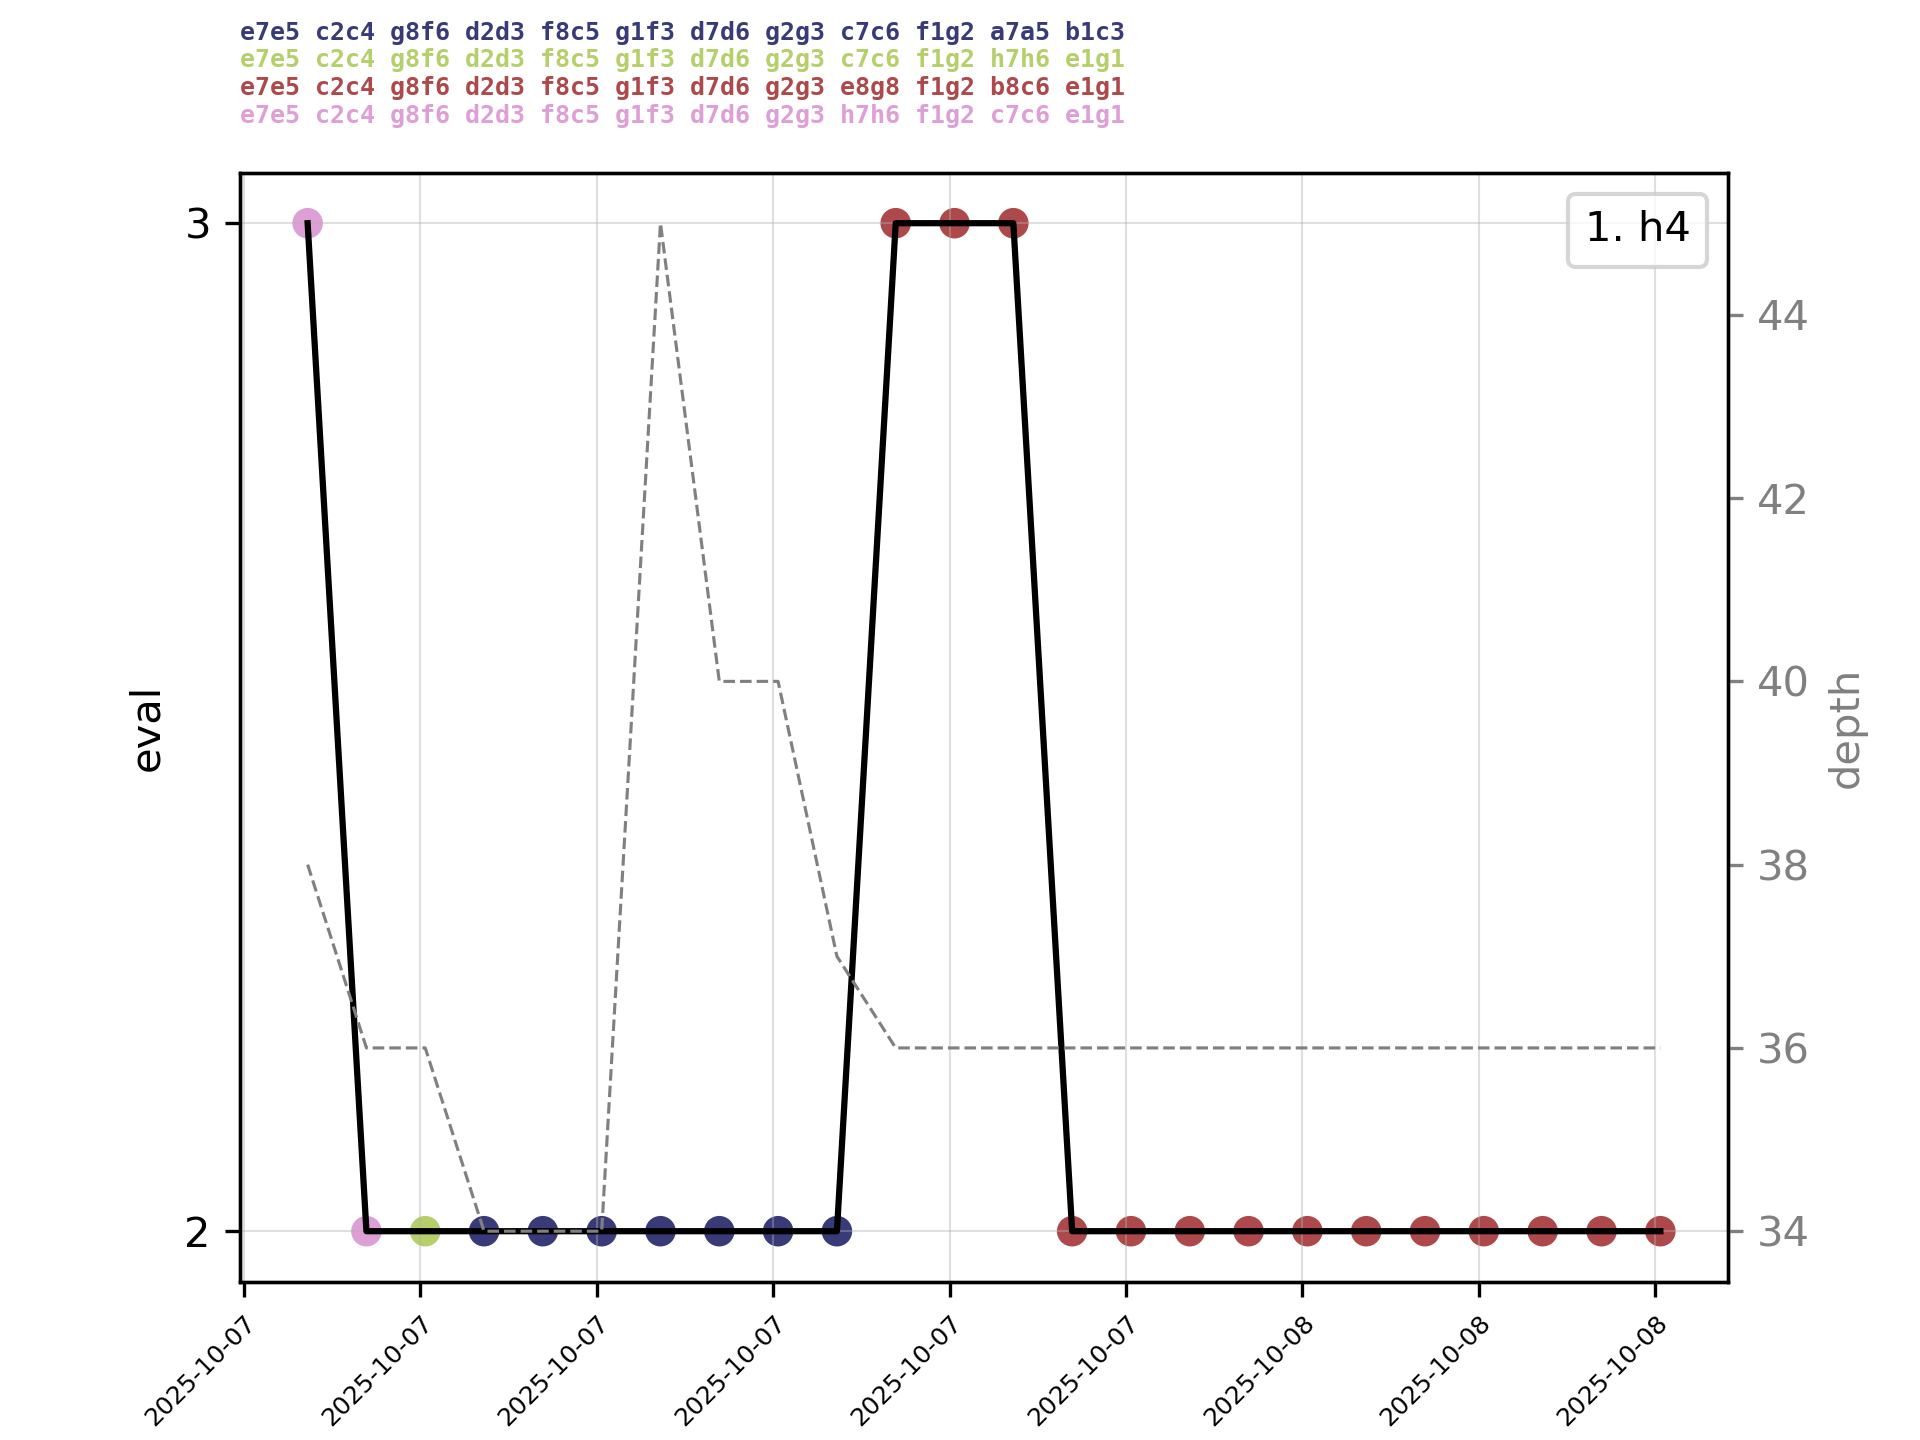 e7e5 c2c4 g8f6 d2d3 f8c5 g1f3 d7d6 g2g3 c7c6 f1g2 a7a5 b1c3
e7e5 c2c4 g8f6 d2d3 f8c5 g1f3 d7d6 g2g3 c7c6 f1g2 h7h6 e1g1
e7e5 c2c4 g8f6 d2d3 f8c5 g1f3 d7d6 g2g3 e8g8 f1g2 b8c6 e1g1
e7e5 c2c4 g8f6 d2d3 f8c5 g1f3 d7d6 g2g3 h7h6 f1g2 c7c6 e1g1
1. h4
3
2
eval
44
42
40
38
36
34
depth
2025-10-07
2025-10-07
2025-10-07
2025-10-07
2025-10-07
2025-10-07
2025-10-08
2025-10-08
2025-10-08